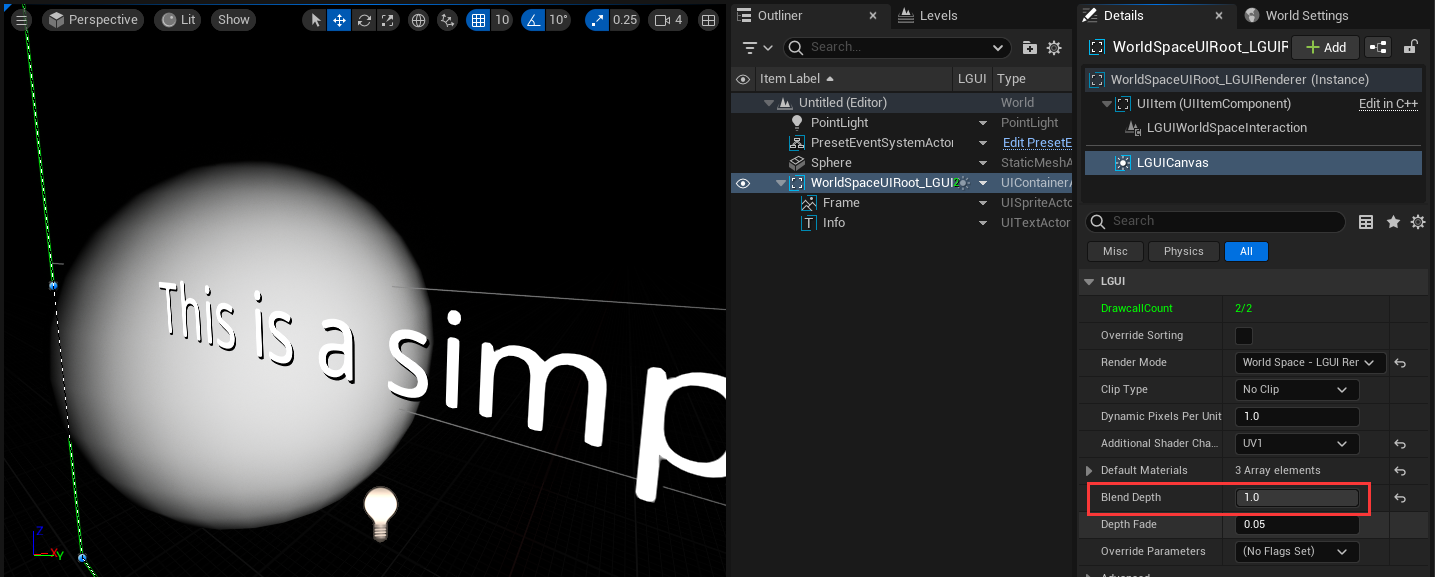 Perspective Lit Show 10 10° 0.25 4
This is a simp
Z
X Y
Outliner Levels
Search...
Item Label LGUI Type
Untitled (Editor) World
PointLight PointLight
PresetEventSystemActor Edit PresetE
Sphere StaticMeshA
WorldSpaceUIRoot_LGUI UIContainerA
Frame UISpriteActo
Info UITextActor
Details World Settings
WorldSpaceUIRoot_LGUIR Add
WorldSpaceUIRoot_LGUIRenderer (Instance)
UIItem (UIItemComponent) Edit in C++
LGUIWorldSpaceInteraction
LGUICanvas
Search
Misc Physics All
LGUI
DrawcallCount 2/2
Override Sorting
Render Mode World Space - LGUI Rer
Clip Type No Clip
Dynamic Pixels Per Unit 1.0
Additional Shader Cha... UV1
Default Materials 3 Array elements
Blend Depth 1.0
Depth Fade 0.05
Override Parameters (No Flags Set)
Advanced